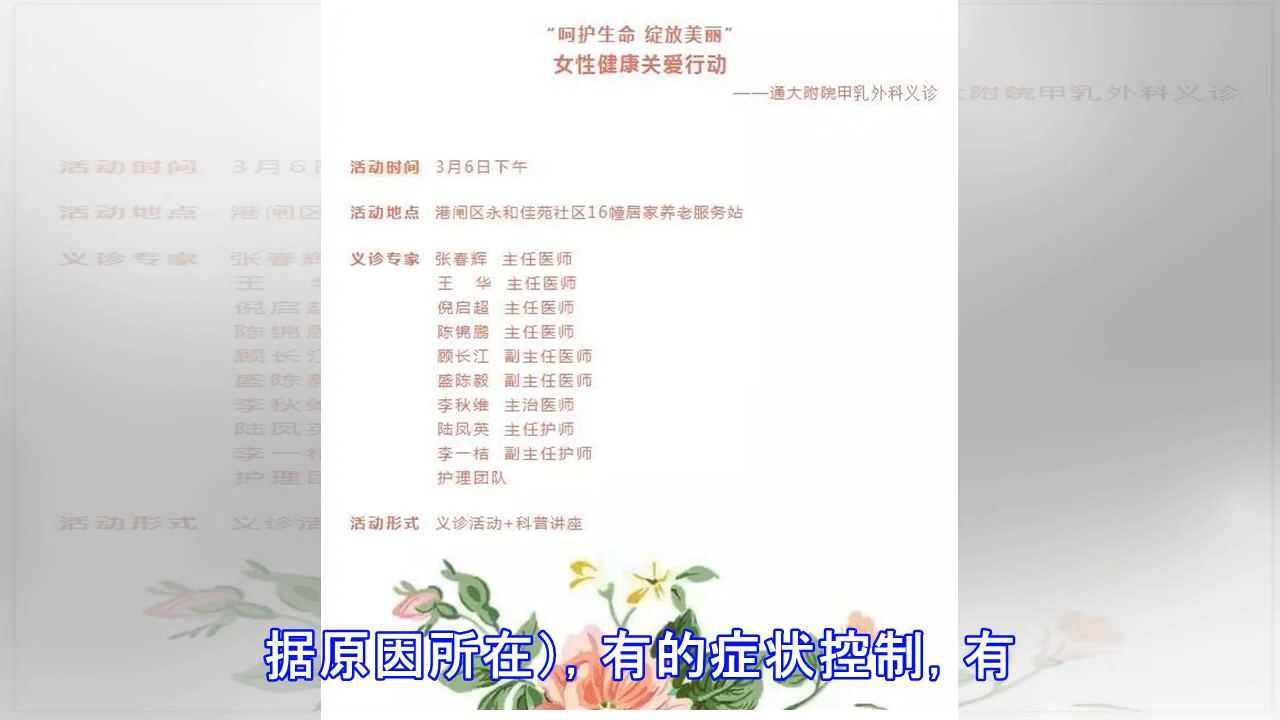 “呵护生命 绽放美丽”
女性健康关爱行动
——通大附院甲乳外科义诊
活动时间 3月6日下午
活动地点 港闸区永和佳苑社区16幢居家养老服务站
义诊专家 张春辉 主任医师
王 华 主任医师
倪启超 主任医师
陈锦鹏 主任医师
顾长江 副主任医师
盛陈毅 副主任医师
李秋维 主治医师
陆凤英 主任护师
李一桔 副主任护师
护理团队
活动形式 义诊活动+科普讲座
据原因所在),有的症状控制,有